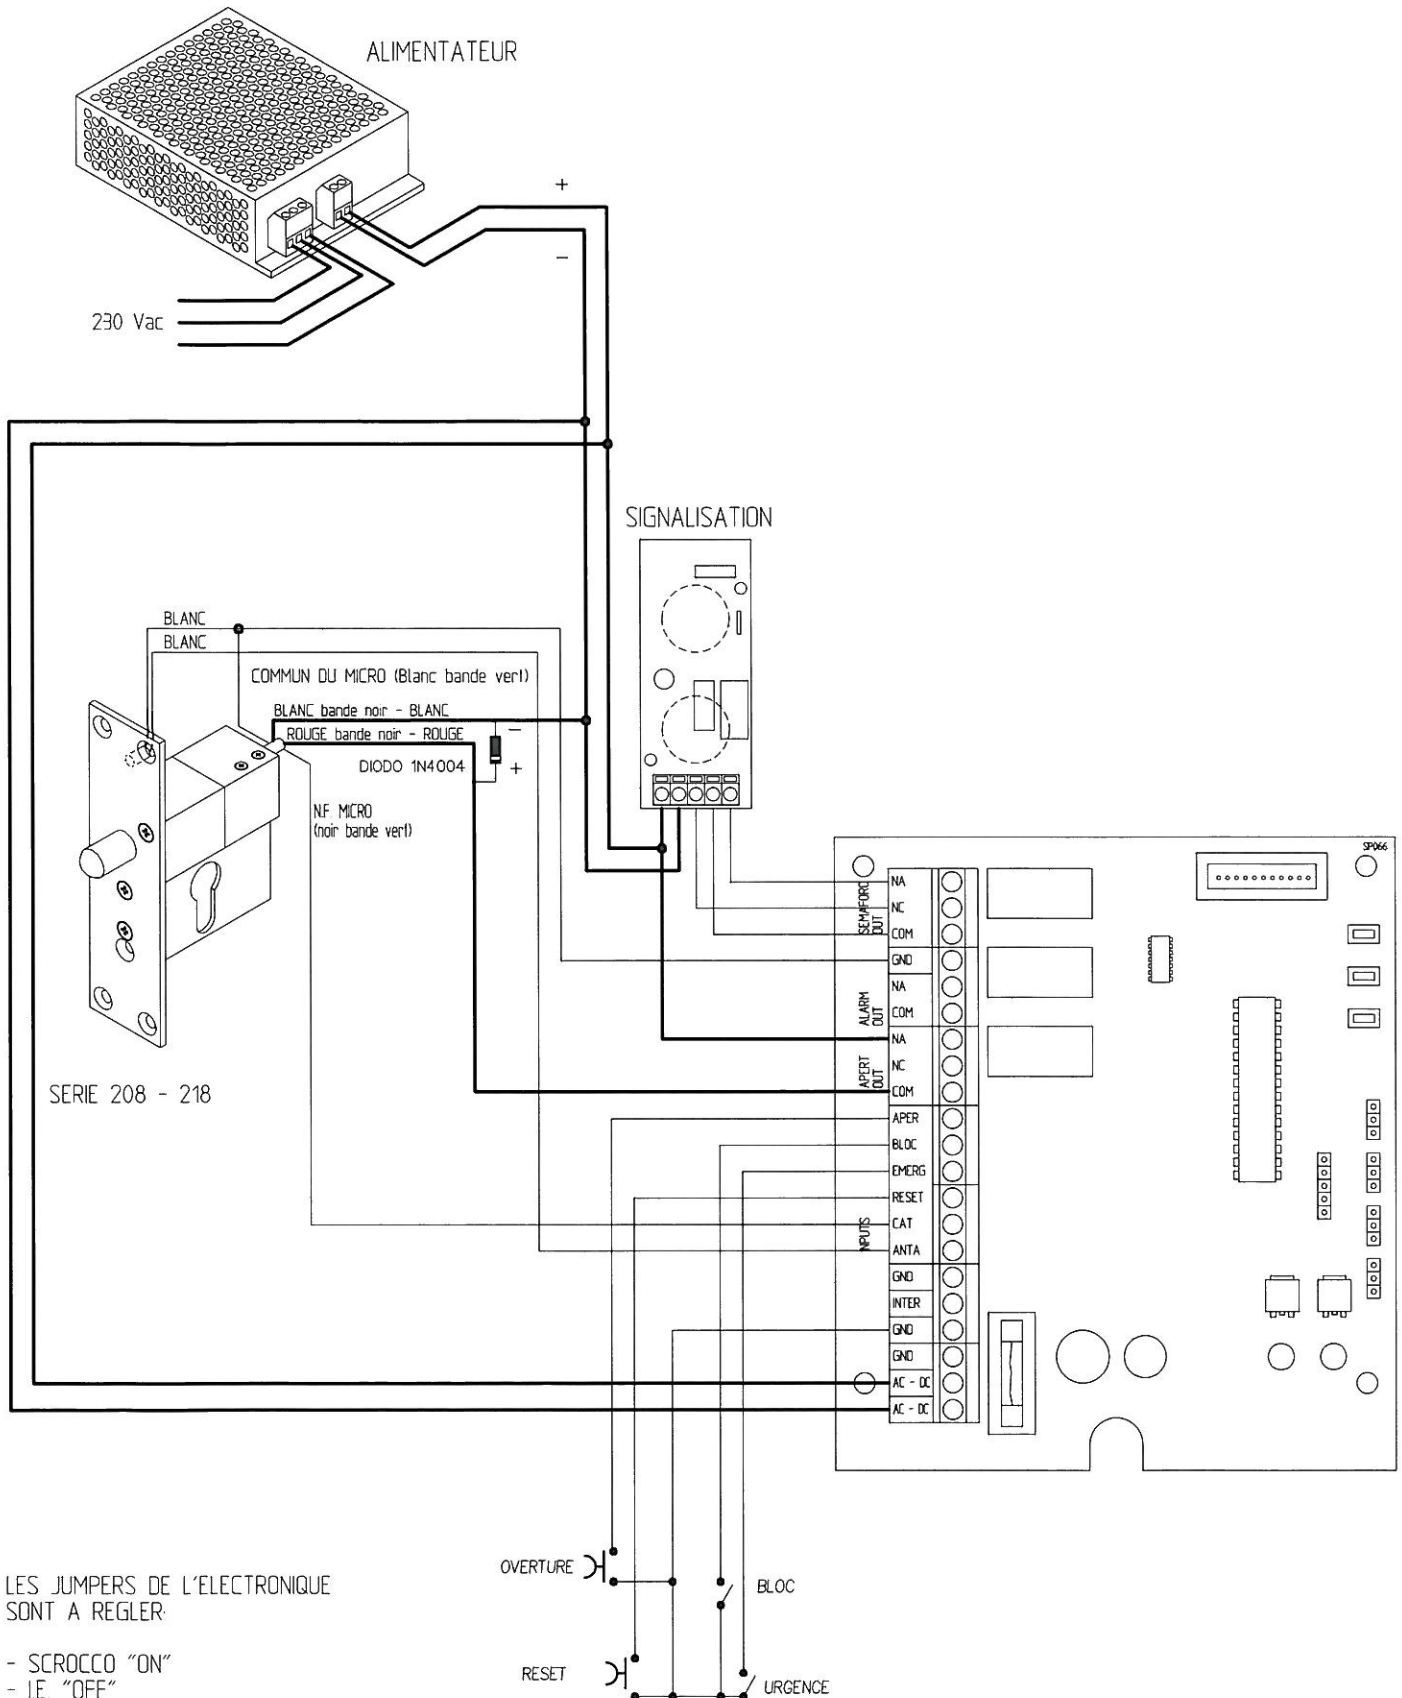 ALIMENTATEUR
+
−
230 Vac
SIGNALISATION
BLANC
BLANC
COMMUN DU MICRO (Blanc bande vert)
BLANC bande noir - BLANC
ROUGE bande noir - ROUGE
−
DIODO 1N4004
+
N.F. MICRO
(noir bande vert)
SERIE 208 - 218
SP066
SEMAFORO
OUT
NA
NC
COM
GND
ALARM
OUT
NA
COM
APERT
OUT
NA
NC
COM
INPUTS
APER
BLOC
EMERG
RESET
CAT
ANTA
GND
INTER
GND
GND
AC - DC
AC - DC
OVERTURE
BLOC
RESET
URGENCE
LES JUMPERS DE L'ELECTRONIQUE
SONT A REGLER:
- SCROCCO "ON"
- I.E. "OFF"